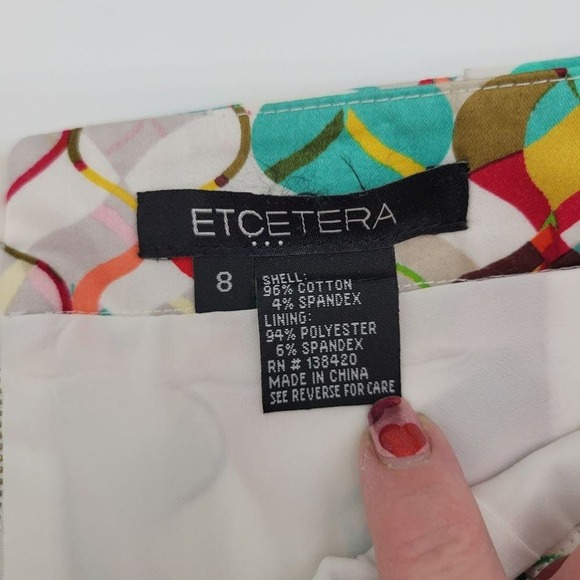 ETCETERA
8
SHELL:
96% COTTON
4% SPANDEX
LINING:
94% POLYESTER
6% SPANDEX
RN # 138420
MADE IN CHINA
SEE REVERSE FOR CARE